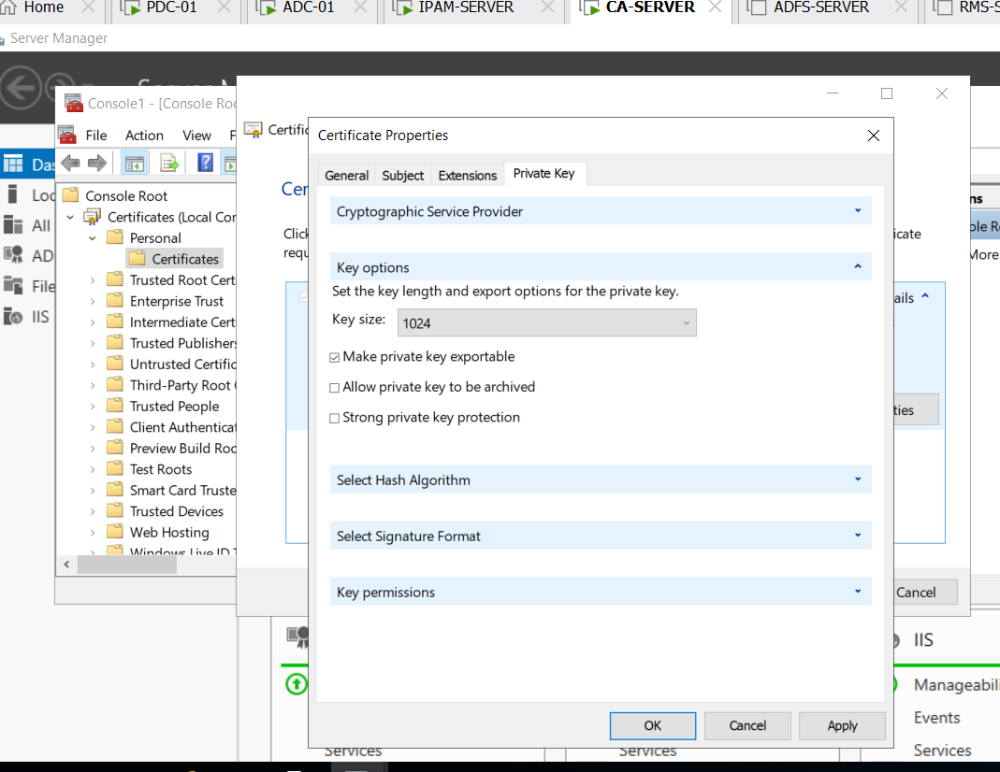 Home PDC-01 ADC-01 IPAM-SERVER CA-SERVER ADFS-SERVER RMS-S
Server Manager
Console1 - [Console Roo
File Action View F
Certific
Certificate Properties
General Subject Extensions Private Key
Cryptographic Service Provider
Key options
Set the key length and export options for the private key.
Key size: 1024
Make private key exportable
Allow private key to be archived
Strong private key protection
Select Hash Algorithm
Select Signature Format
Key permissions
OK Cancel Apply
Das
Loc
All
AD
File
IIS
Console Root
Certificates (Local Con
Personal
Certificates
Trusted Root Certi
Enterprise Trust
Intermediate Certi
Trusted Publishers
Untrusted Certific
Third-Party Root C
Trusted People
Client Authenticat
Preview Build Roo
Test Roots
Smart Card Truste
Trusted Devices
Web Hosting
Windows Live ID T
Cer
Click
requ
icate
ails
ties
Cancel
ns
ole R
More
IIS
Manageabili
Events
Services
Services
Services